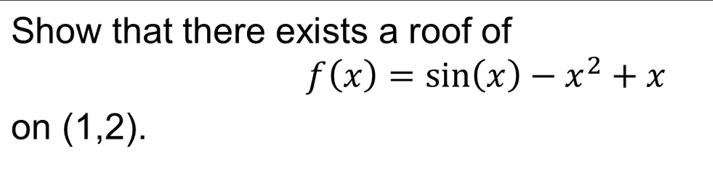 Show that there exists a roof of
f(x) = sin(x) − x² + x
on (1,2).